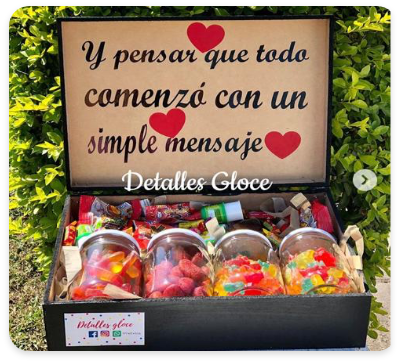 Y pensar que todo
comenzó con un
simple mensaje
Detalles Gloce
Detalles gloce